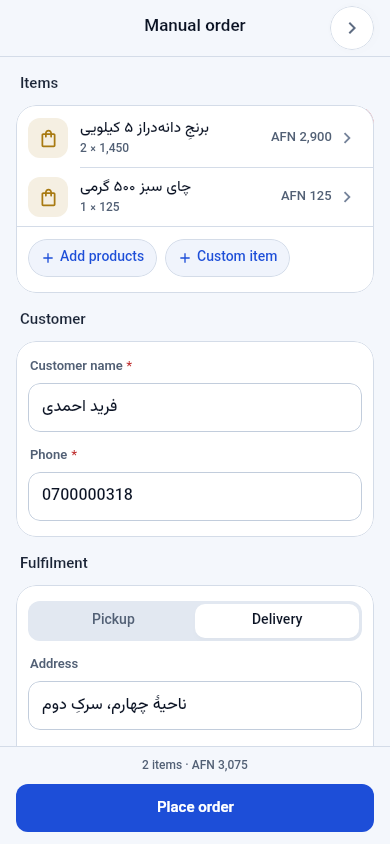 Manual order
Items
برنجِ دانه‌دراز ۵ کیلویی
2 × 1,450
AFN 2,900
چای سبز ۵۰۰ گرمی
1 × 125
AFN 125
+ Add products
+ Custom item
Customer
Customer name *
فرید احمدی
Phone *
0700000318
Fulfilment
Pickup
Delivery
Address
ناحیهٔ چهارم، سرکِ دوم
2 items · AFN 3,075
Place order